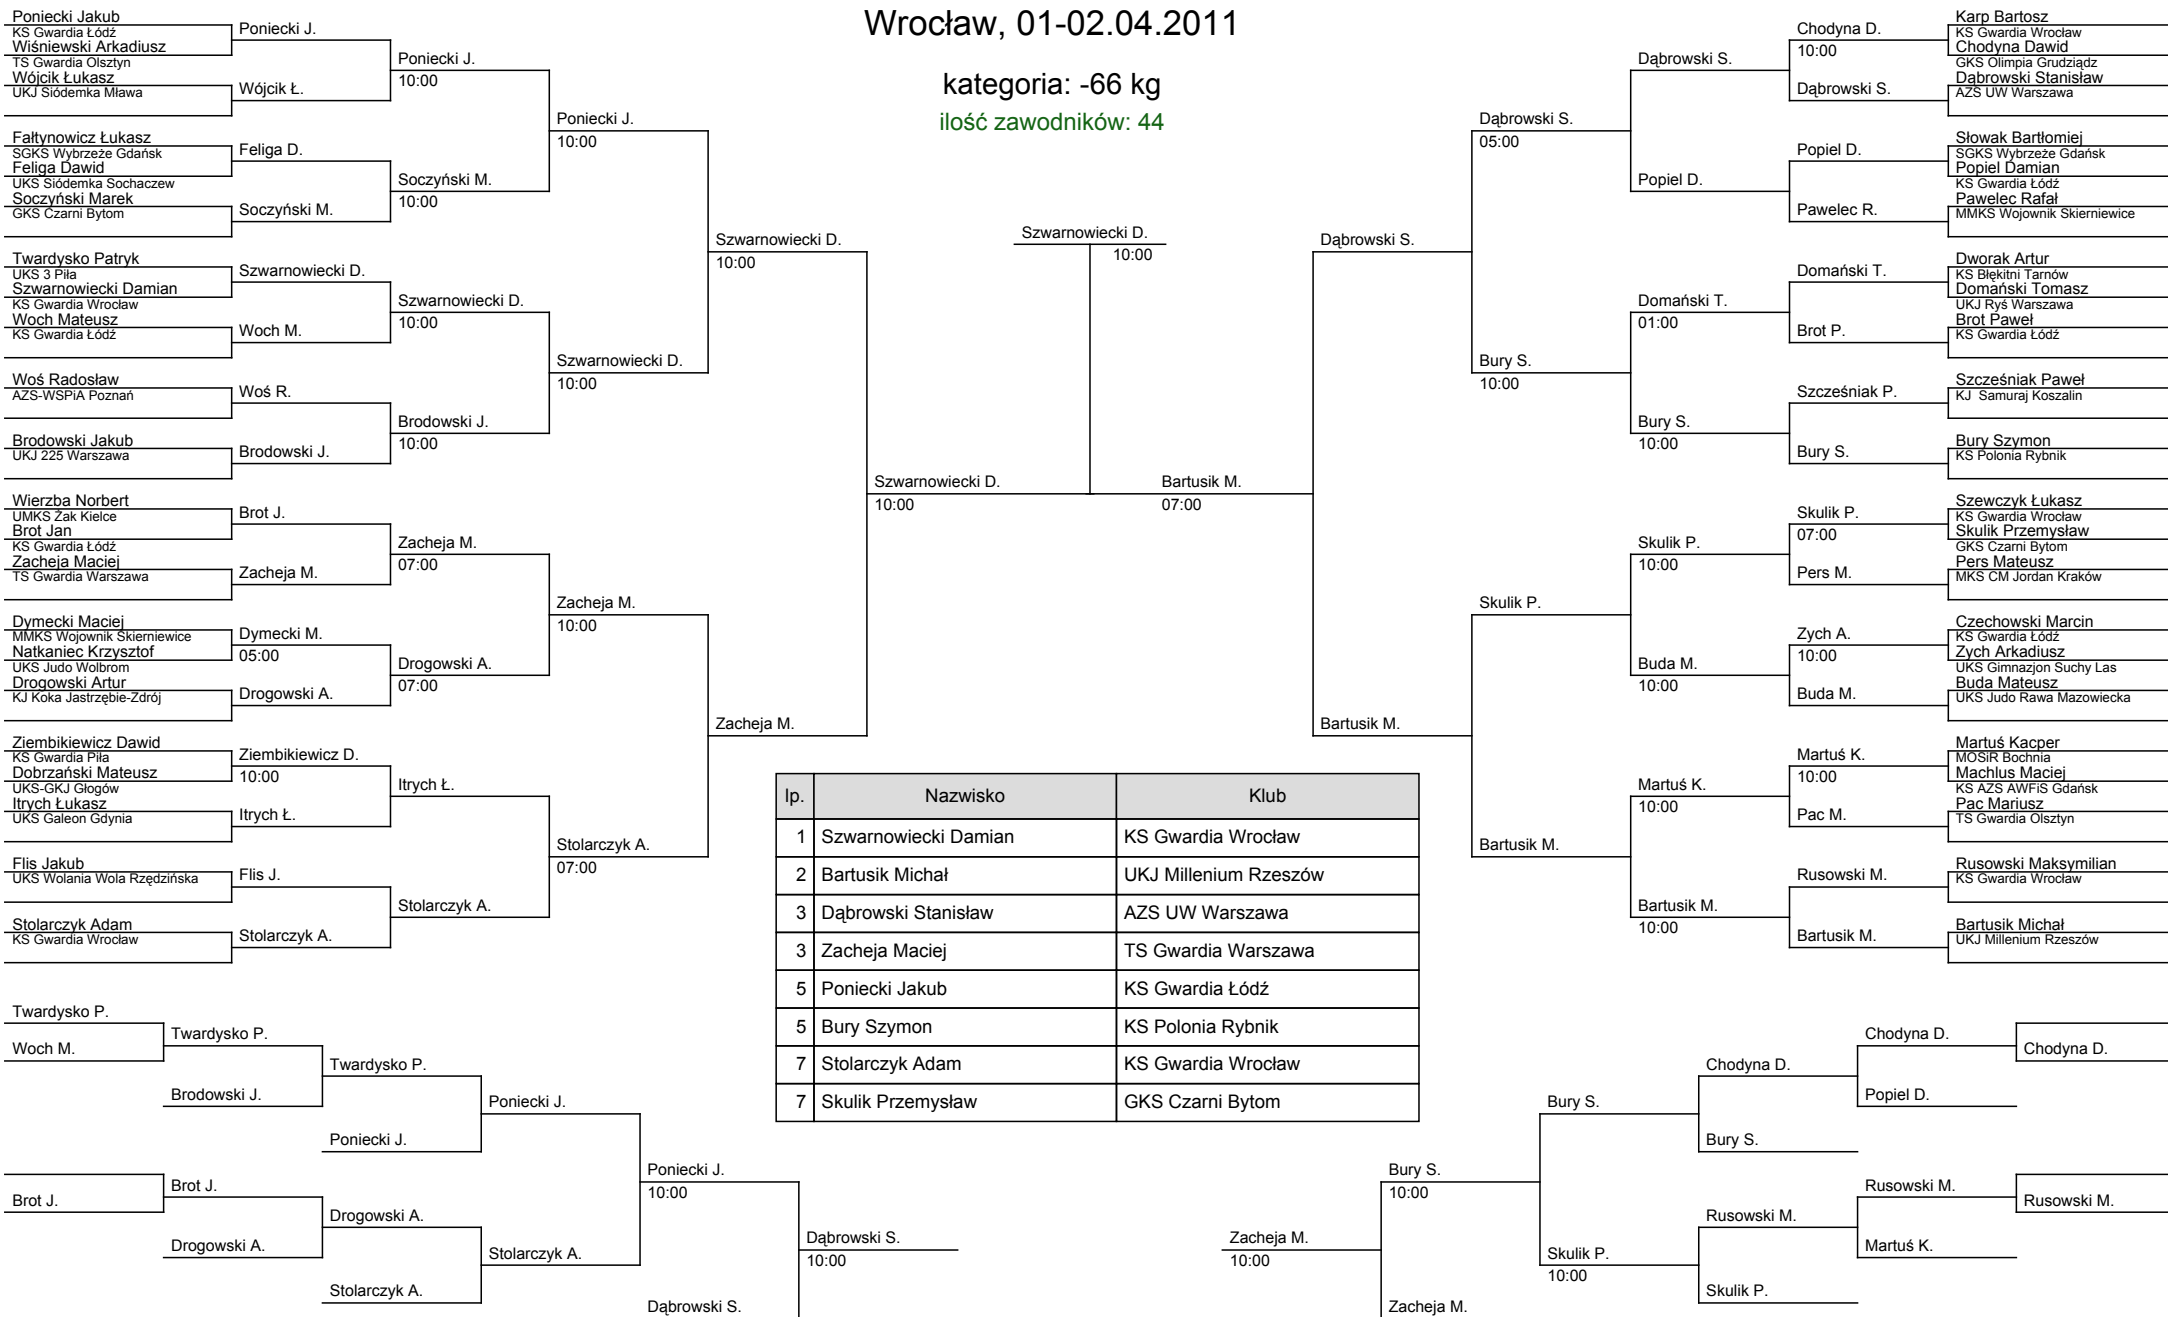 Wrocław, 01-02.04.2011
kategoria: -66 kg
ilość zawodników: 44
Poniecki Jakub
KS Gwardia Łódź
Wiśniewski Arkadiusz
TS Gwardia Olsztyn
Wójcik Łukasz
UKJ Siódemka Mława
Fałtynowicz Łukasz
SGKS Wybrzeże Gdańsk
Feliga Dawid
UKS Siódemka Sochaczew
Soczyński Marek
GKS Czarni Bytom
Twardysko Patryk
UKS 3 Piła
Szwarnowiecki Damian
KS Gwardia Wrocław
Woch Mateusz
KS Gwardia Łódź
Woś Radosław
AZS-WSPiA Poznań
Brodowski Jakub
UKJ 225 Warszawa
Wierzba Norbert
UMKS Żak Kielce
Brot Jan
KS Gwardia Łódź
Zacheja Maciej
TS Gwardia Warszawa
Dymecki Maciej
MMKS Wojownik Skierniewice
Natkaniec Krzysztof
UKS Judo Wolbrom
Drogowski Artur
KJ Koka Jastrzębie-Zdrój
Ziembikiewicz Dawid
KS Gwardia Piła
Dobrzański Mateusz
UKS-GKJ Głogów
Itrych Łukasz
UKS Galeon Gdynia
Flis Jakub
UKS Wolania Wola Rzędzińska
Stolarczyk Adam
KS Gwardia Wrocław
Poniecki J.
Wójcik Ł.
Feliga D.
Soczyński M.
Szwarnowiecki D.
Woch M.
Woś R.
Brodowski J.
Brot J.
Zacheja M.
Dymecki M.
05:00
Drogowski A.
Ziembikiewicz D.
10:00
Itrych Ł.
Flis J.
Stolarczyk A.
Poniecki J.
10:00
Soczyński M.
10:00
Szwarnowiecki D.
10:00
Brodowski J.
10:00
Zacheja M.
07:00
Drogowski A.
07:00
Itrych Ł.
Stolarczyk A.
Poniecki J.
10:00
Szwarnowiecki D.
10:00
Zacheja M.
10:00
Stolarczyk A.
07:00
Szwarnowiecki D.
10:00
Zacheja M.
Szwarnowiecki D.
10:00
Szwarnowiecki D.
10:00
Bartusik M.
07:00
Dąbrowski S.
Bartusik M.
Dąbrowski S.
05:00
Bury S.
10:00
Skulik P.
Bartusik M.
Dąbrowski S.
Popiel D.
Domański T.
01:00
Bury S.
10:00
Skulik P.
10:00
Buda M.
10:00
Martuś K.
10:00
Bartusik M.
10:00
Chodyna D.
10:00
Dąbrowski S.
Popiel D.
Pawelec R.
Domański T.
Brot P.
Szcześniak P.
Bury S.
Skulik P.
07:00
Pers M.
Zych A.
10:00
Buda M.
Martuś K.
10:00
Pac M.
Rusowski M.
Bartusik M.
Karp Bartosz
KS Gwardia Wrocław
Chodyna Dawid
GKS Olimpia Grudziądz
Dąbrowski Stanisław
AZS UW Warszawa
Słowak Bartłomiej
SGKS Wybrzeże Gdańsk
Popiel Damian
KS Gwardia Łódź
Pawelec Rafał
MMKS Wojownik Skierniewice
Dworak Artur
KS Błękitni Tarnów
Domański Tomasz
UKJ Ryś Warszawa
Brot Paweł
KS Gwardia Łódź
Szcześniak Paweł
KJ  Samuraj Koszalin
Bury Szymon
KS Polonia Rybnik
Szewczyk Łukasz
KS Gwardia Wrocław
Skulik Przemysław
GKS Czarni Bytom
Pers Mateusz
MKS CM Jordan Kraków
Czechowski Marcin
KS Gwardia Łódź
Zych Arkadiusz
UKS Gimnazjon Suchy Las
Buda Mateusz
UKS Judo Rawa Mazowiecka
Martuś Kacper
MOSiR Bochnia
Machlus Maciej
KS AZS AWFiS Gdańsk
Pac Mariusz
TS Gwardia Olsztyn
Rusowski Maksymilian
KS Gwardia Wrocław
Bartusik Michał
UKJ Millenium Rzeszów
lp. Nazwisko Klub
1 Szwarnowiecki Damian KS Gwardia Wrocław
2 Bartusik Michał UKJ Millenium Rzeszów
3 Dąbrowski Stanisław AZS UW Warszawa
3 Zacheja Maciej TS Gwardia Warszawa
5 Poniecki Jakub KS Gwardia Łódź
5 Bury Szymon KS Polonia Rybnik
7 Stolarczyk Adam KS Gwardia Wrocław
7 Skulik Przemysław GKS Czarni Bytom
Twardysko P.
Woch M.
Brot J.
Twardysko P.
Brodowski J.
Brot J.
Drogowski A.
Twardysko P.
Poniecki J.
Drogowski A.
Stolarczyk A.
Poniecki J.
Stolarczyk A.
Poniecki J.
10:00
Dąbrowski S.
Dąbrowski S.
10:00
Zacheja M.
10:00
Bury S.
10:00
Zacheja M.
Bury S.
Skulik P.
10:00
Chodyna D.
Bury S.
Rusowski M.
Skulik P.
Chodyna D.
Popiel D.
Rusowski M.
Martuś K.
Chodyna D.
Rusowski M.